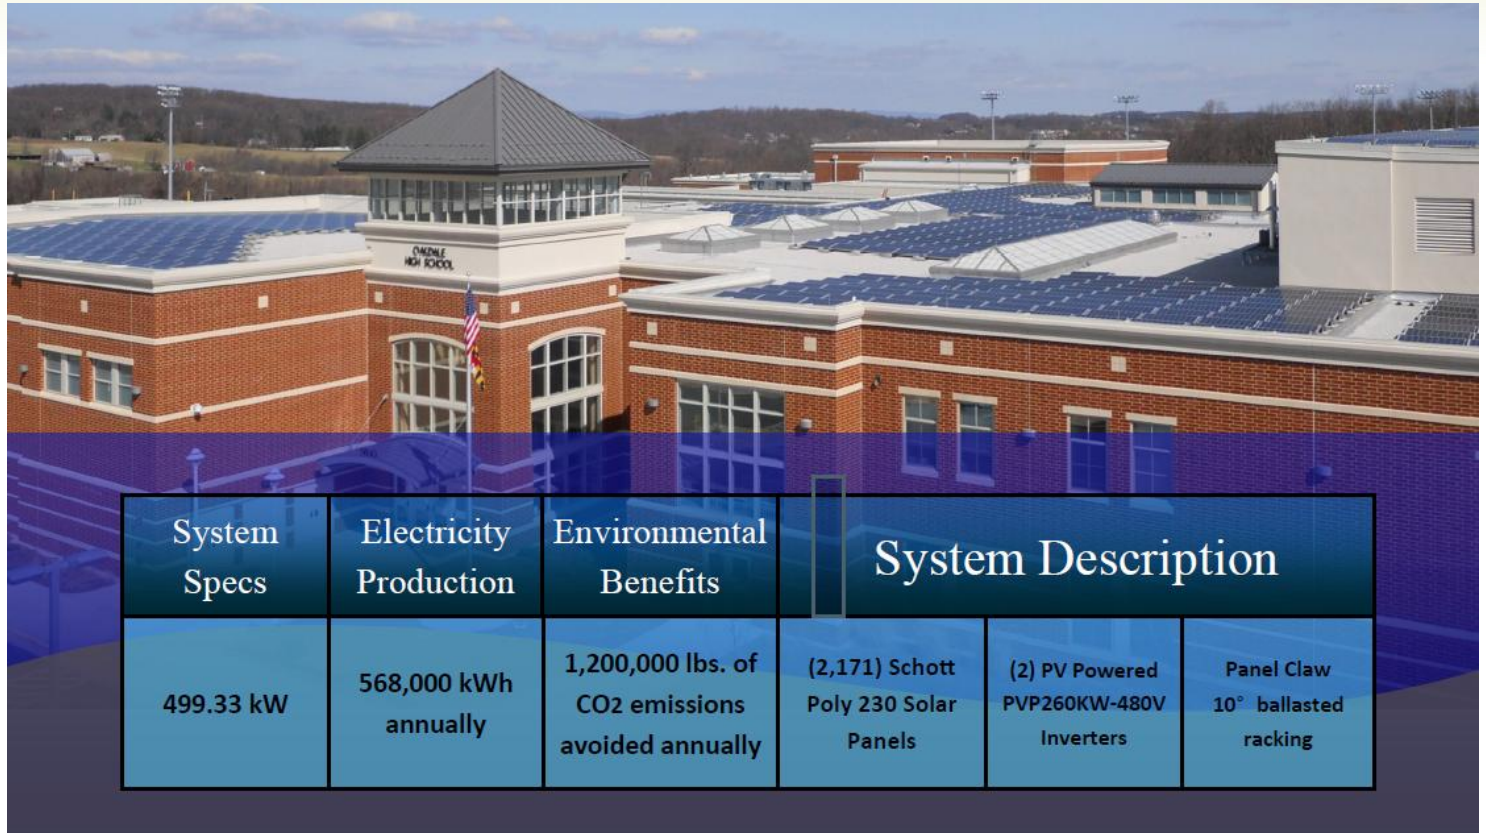 OAKDALE
HIGH SCHOOL
System
Specs
Electricity
Production
Environmental
Benefits
System Description
499.33 kW
568,000 kWh
annually
1,200,000 lbs. of
CO2 emissions
avoided annually
(2,171) Schott
Poly 230 Solar
Panels
(2) PV Powered
PVP260KW-480V
Inverters
Panel Claw
10° ballasted
racking